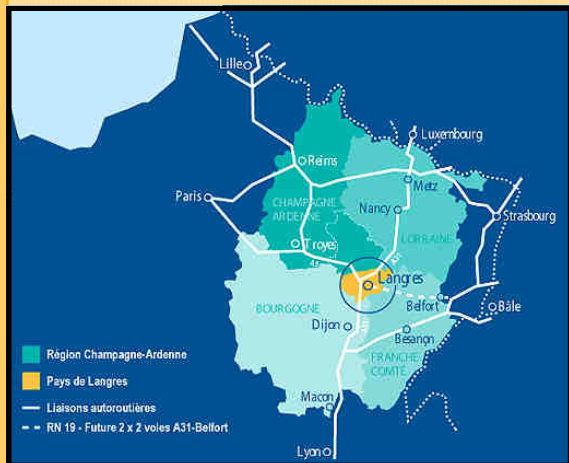 Lille
Luxembourg
Reims
Metz
Paris
CHAMPAGNE
ARDENNE
Nancy
Strasbourg
LORRAINE
Troyes
A31
Langres
Belfort
Bâle
BOURGOGNE
Dijon
Besançon
FRANCHE
COMTÉ
Région Champagne-Ardenne
Pays de Langres
Macon
Liaisons autoroutières
RN 19 - Future 2 x 2 voies A31-Belfort
Lyon